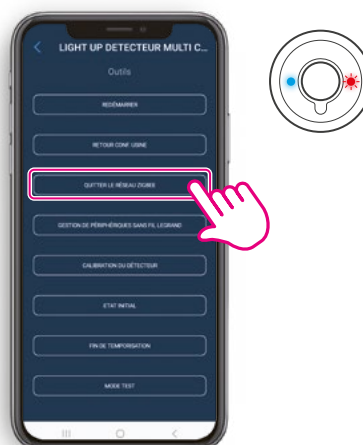 LIGHT UP DETECTEUR MULTI C...
Outils
REDÉMARRER
RETOUR CONF USINE
QUITTER LE RÉSEAU ZIGBEE
GESTION DE PÉRIPHÉRIQUES SANS FIL LEGRAND
CALIBRATION DU DÉTECTEUR
ETAT INITIAL
FIN DE TEMPORISATION
MODE TEST